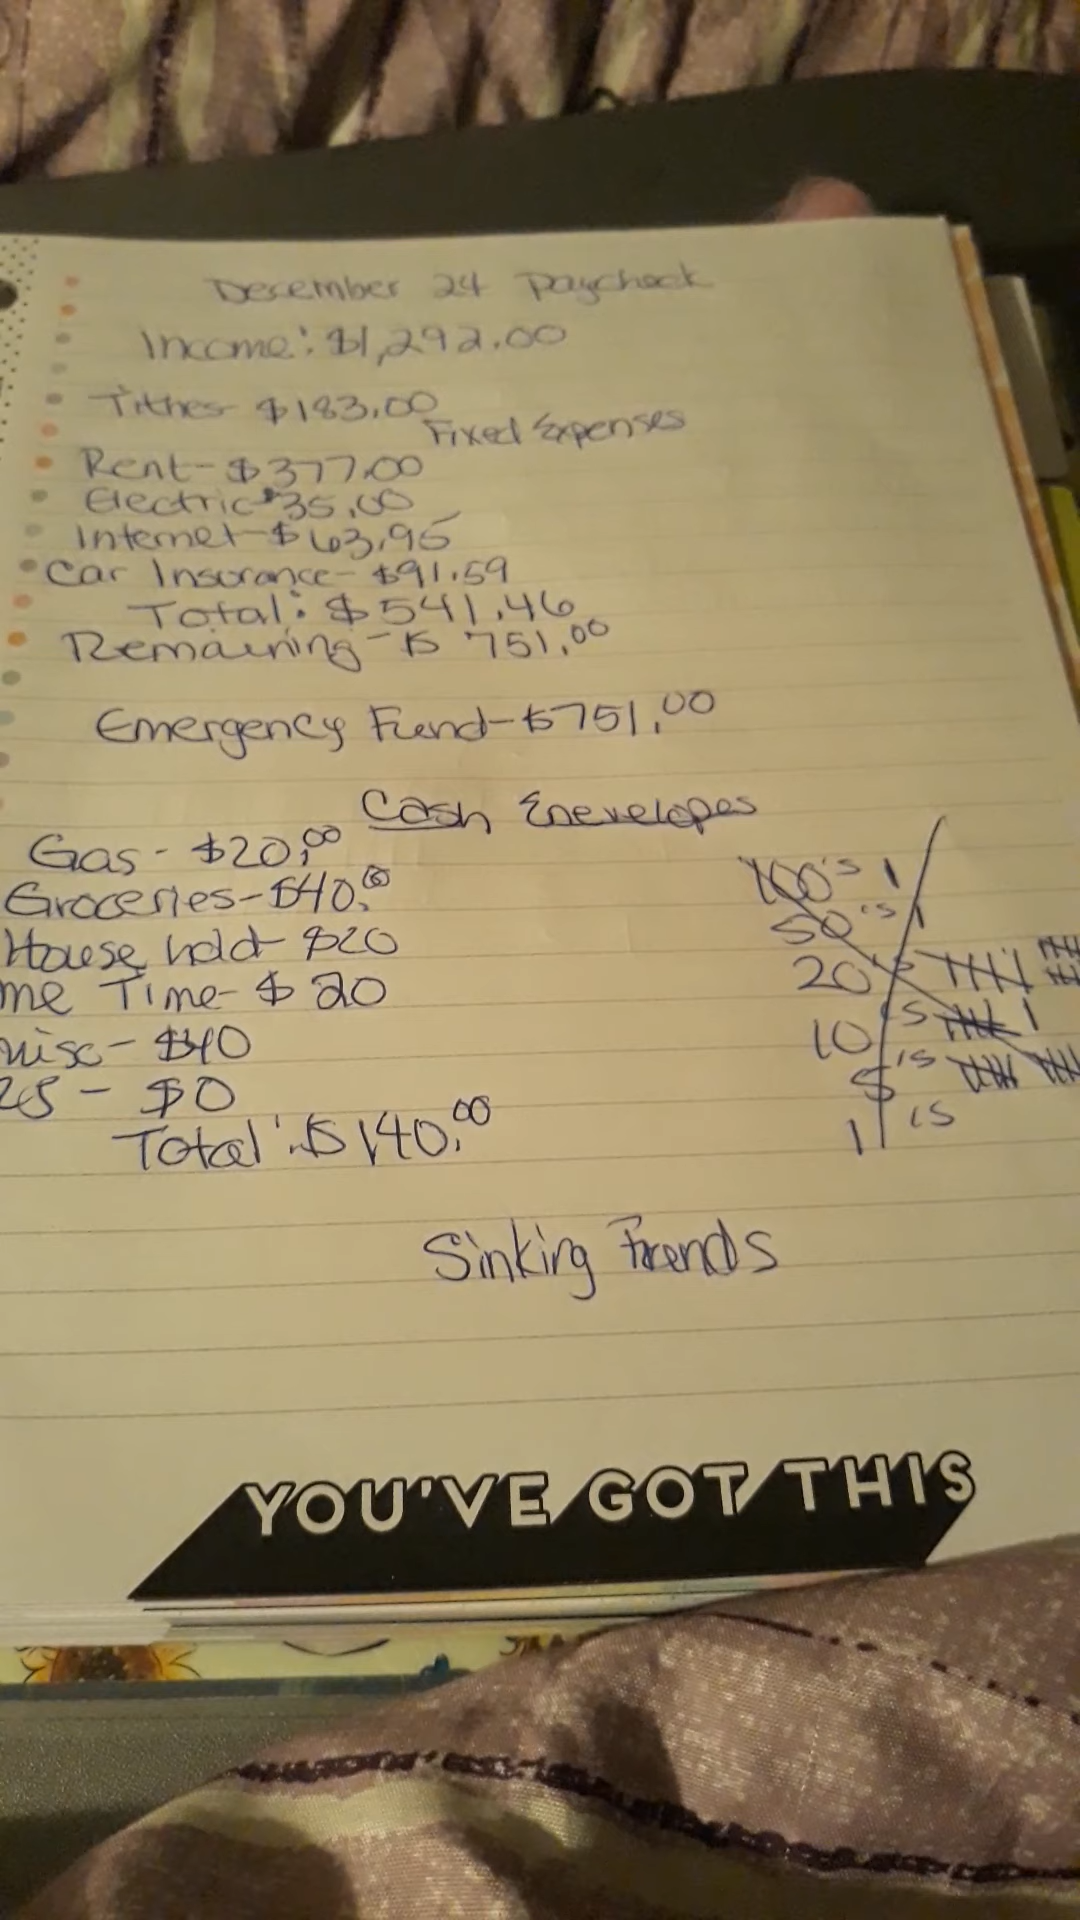 December 24 Paycheck
Income: $1,292.00
Tithes- $183.00
Fixed Expenses
Rent- $377.00
Electric $35.00
Internet- $63.95
Car Insurance- $91.59
Total: $541.46
Remaining- $ 751.00
Emergency Fund- $751.00
Cash Enevelopes
Gas- $20.00
Groceries- $40.00
House hold- $20
me Time- $20
misc- $40
- $0
Total: $140.00
100's 1
50's 1
20's
10's
5's
1's
Sinking Funds
YOU'VE GOT THIS